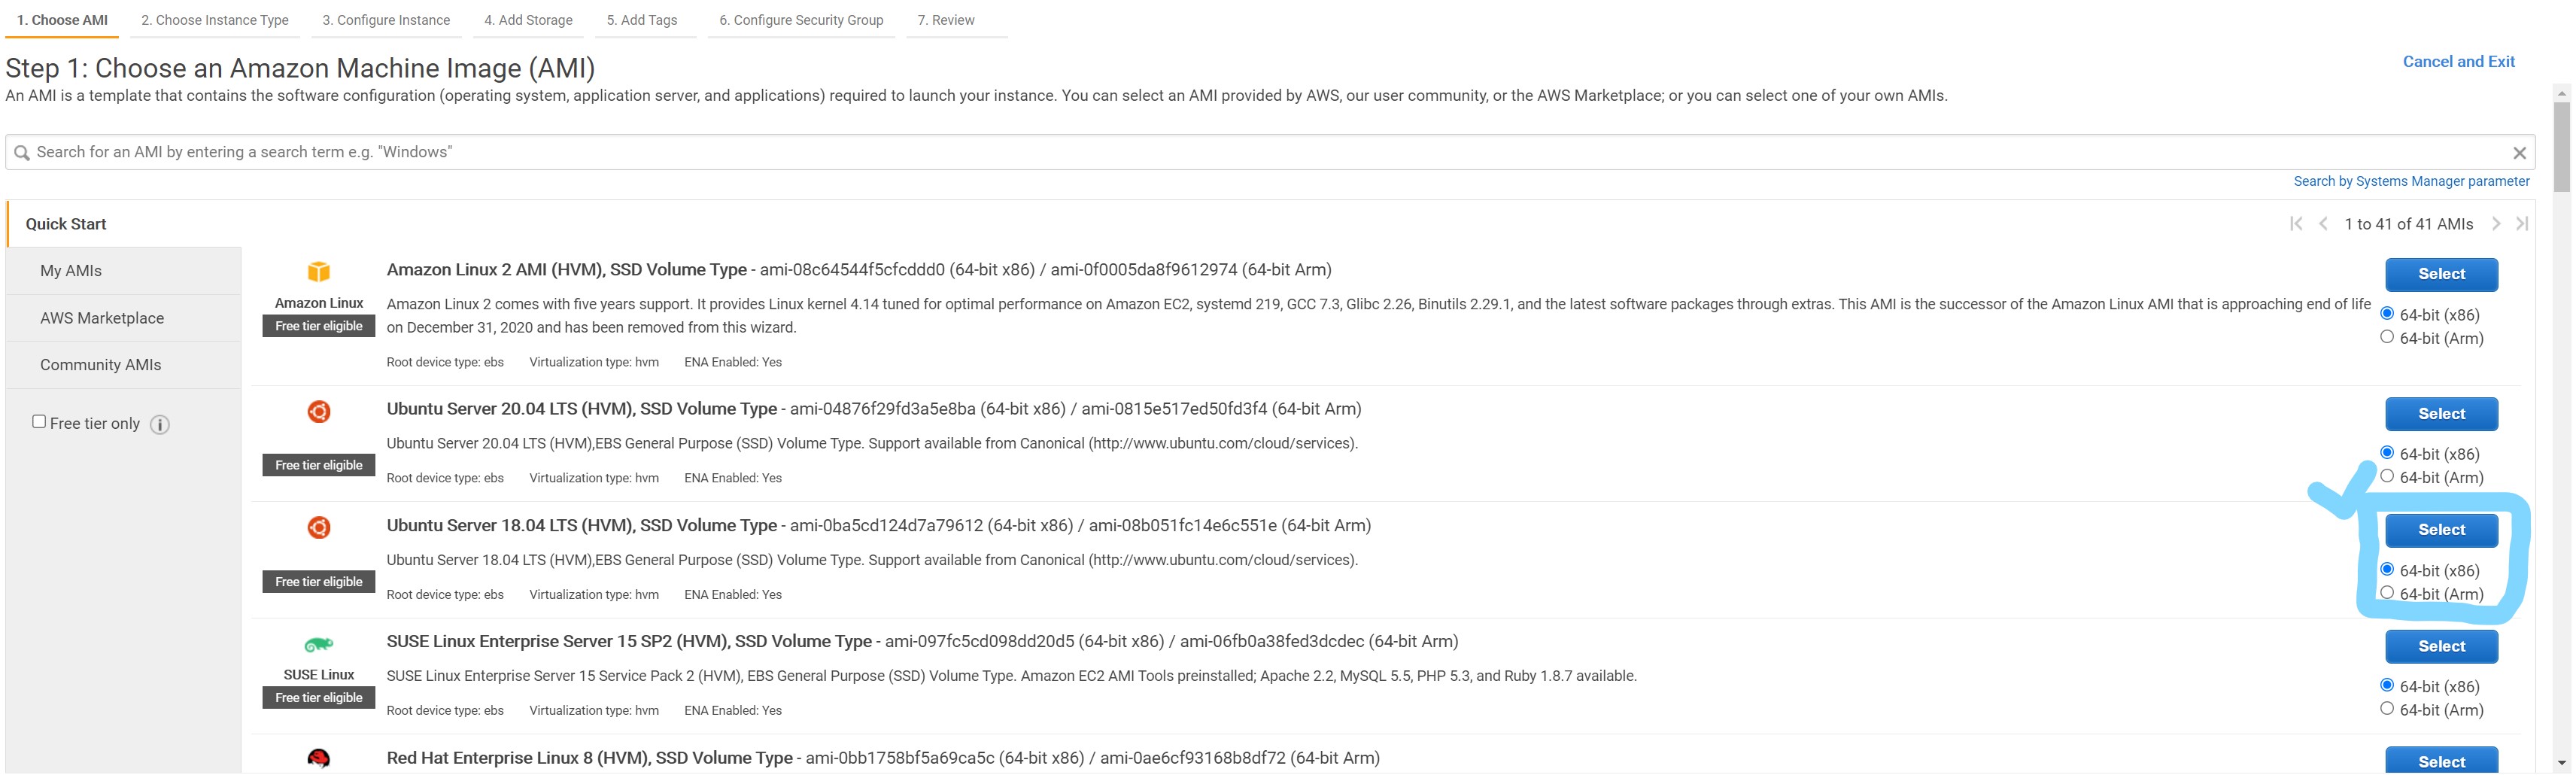 1. Choose AMI 2. Choose Instance Type 3. Configure Instance 4. Add Storage 5. Add Tags 6. Configure Security Group 7. Review
Step 1: Choose an Amazon Machine Image (AMI)
Cancel and Exit
An AMI is a template that contains the software configuration (operating system, application server, and applications) required to launch your instance. You can select an AMI provided by AWS, our user community, or the AWS Marketplace; or you can select one of your own AMIs.
Search for an AMI by entering a search term e.g. "Windows"
Search by Systems Manager parameter
Quick Start
1 to 41 of 41 AMIs
My AMIs
AWS Marketplace
Community AMIs
Free tier only
Amazon Linux
Free tier eligible
Amazon Linux 2 AMI (HVM), SSD Volume Type - ami-08c64544f5cfcddd0 (64-bit x86) / ami-0f0005da8f9612974 (64-bit Arm)
Amazon Linux 2 comes with five years support. It provides Linux kernel 4.14 tuned for optimal performance on Amazon EC2, systemd 219, GCC 7.3, Glibc 2.26, Binutils 2.29.1, and the latest software packages through extras. This AMI is the successor of the Amazon Linux AMI that is approaching end of life
on December 31, 2020 and has been removed from this wizard.
Root device type: ebs Virtualization type: hvm ENA Enabled: Yes
Select
64-bit (x86)
64-bit (Arm)
Free tier eligible
Ubuntu Server 20.04 LTS (HVM), SSD Volume Type - ami-04876f29fd3a5e8ba (64-bit x86) / ami-0815e517ed50fd3f4 (64-bit Arm)
Ubuntu Server 20.04 LTS (HVM),EBS General Purpose (SSD) Volume Type. Support available from Canonical (http://www.ubuntu.com/cloud/services).
Root device type: ebs Virtualization type: hvm ENA Enabled: Yes
Select
64-bit (x86)
64-bit (Arm)
Free tier eligible
Ubuntu Server 18.04 LTS (HVM), SSD Volume Type - ami-0ba5cd124d7a79612 (64-bit x86) / ami-08b051fc14e6c551e (64-bit Arm)
Ubuntu Server 18.04 LTS (HVM),EBS General Purpose (SSD) Volume Type. Support available from Canonical (http://www.ubuntu.com/cloud/services).
Root device type: ebs Virtualization type: hvm ENA Enabled: Yes
Select
64-bit (x86)
64-bit (Arm)
SUSE Linux
Free tier eligible
SUSE Linux Enterprise Server 15 SP2 (HVM), SSD Volume Type - ami-097fc5cd098dd20d5 (64-bit x86) / ami-06fb0a38fed3dcdec (64-bit Arm)
SUSE Linux Enterprise Server 15 Service Pack 2 (HVM), EBS General Purpose (SSD) Volume Type. Amazon EC2 AMI Tools preinstalled; Apache 2.2, MySQL 5.5, PHP 5.3, and Ruby 1.8.7 available.
Root device type: ebs Virtualization type: hvm ENA Enabled: Yes
Select
64-bit (x86)
64-bit (Arm)
Red Hat Enterprise Linux 8 (HVM), SSD Volume Type - ami-0bb1758bf5a69ca5c (64-bit x86) / ami-0ae6cf93168b8df72 (64-bit Arm)
Select